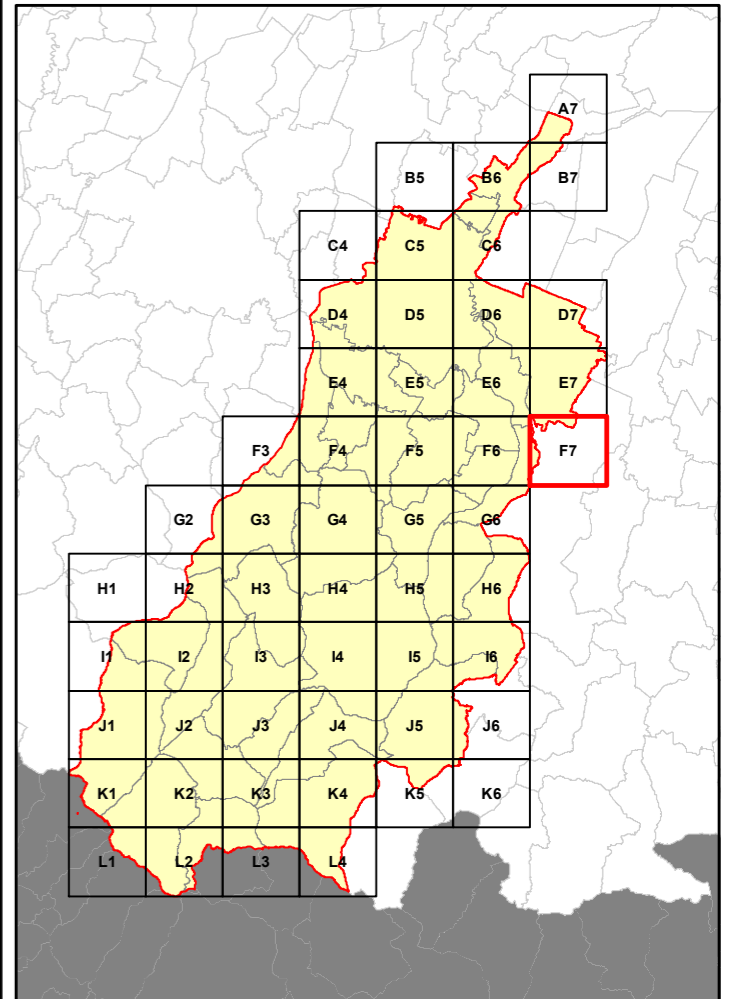 A7
B5 B6 B7
C4 C5 C6
D4 D5 D6 D7
E4 E5 E6 E7
F3 F4 F5 F6 F7
G2 G3 G4 G5 G6
H1 H2 H3 H4 H5 H6
I1 I2 I3 I4 I5 I6
J1 J2 J3 J4 J5 J6
K1 K2 K3 K4 K5 K6
L1 L2 L3 L4